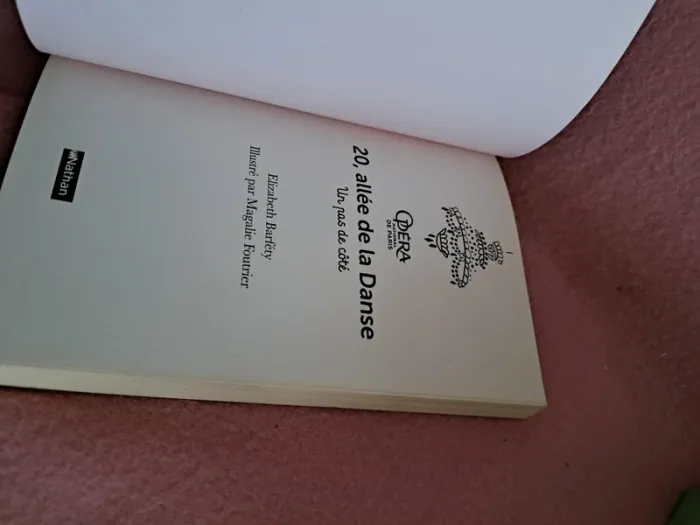 OPÉRA
NATIONAL
DE PARIS
20, allée de la Danse
Un pas de côté
Elizabeth Barféty
Illustré par Magalie Foutrier
Nathan